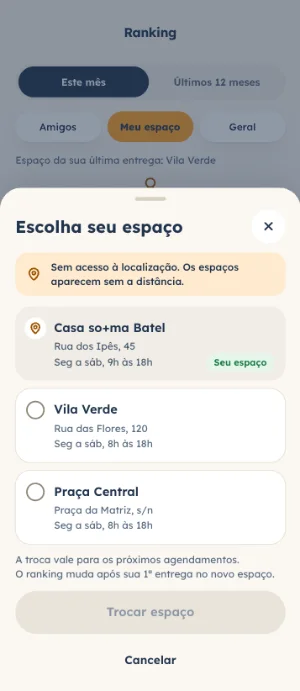 Ranking
Este mês
Últimos 12 meses
Amigos
Meu espaço
Geral
Espaço da sua última entrega: Vila Verde
Escolha seu espaço
Sem acesso à localização. Os espaços
aparecem sem a distância.
Casa so+ma Batel
Rua dos Ipês, 45
Seg a sáb, 9h às 18h
Seu espaço
Vila Verde
Rua das Flores, 120
Seg a sáb, 8h às 18h
Praça Central
Praça da Matriz, s/n
Seg a sáb, 8h às 18h
A troca vale para os próximos agendamentos.
O ranking muda após sua 1ª entrega no novo espaço.
Trocar espaço
Cancelar